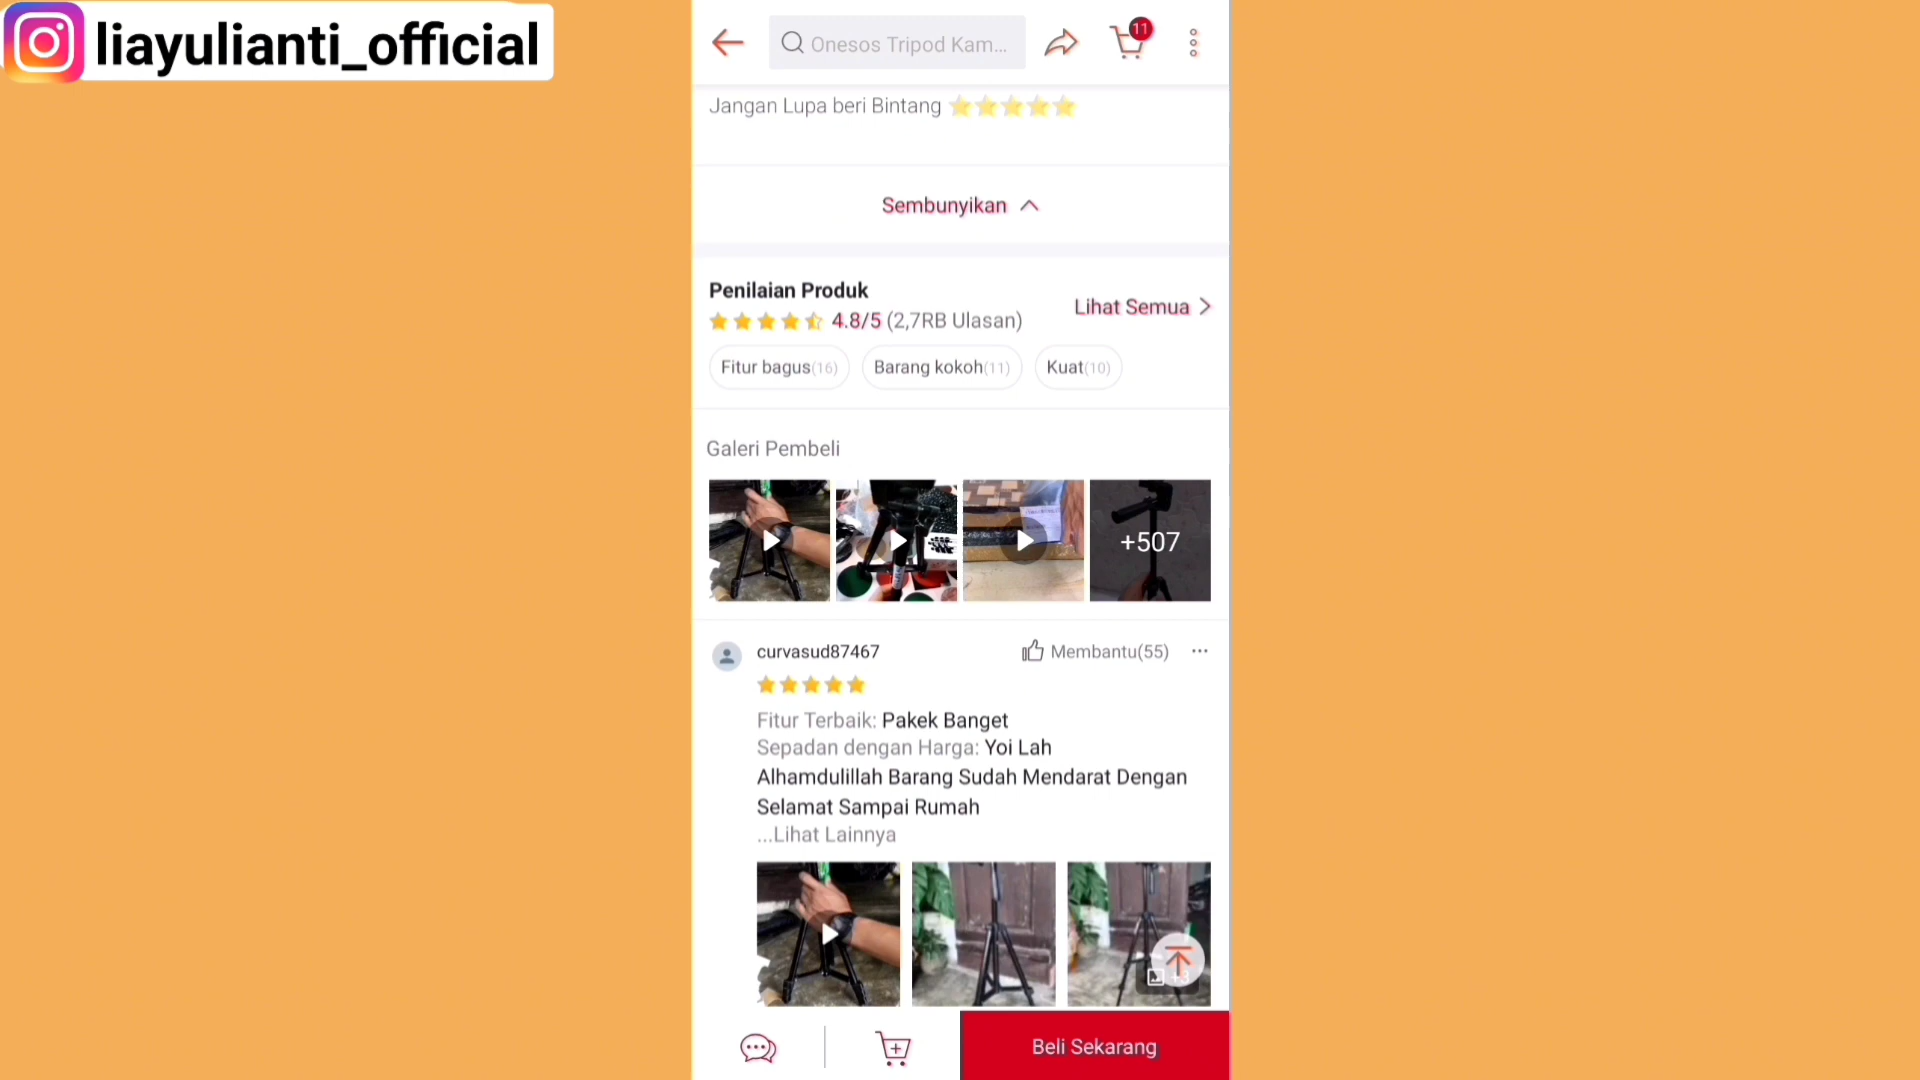 liayulianti_official
Onesos Tripod Kam...
11
Jangan Lupa beri Bintang ⭐⭐⭐⭐⭐
Sembunyikan
Penilaian Produk
Lihat Semua
4.8/5 (2,7RB Ulasan)
Fitur bagus(16) Barang kokoh(11) Kuat(10)
Galeri Pembeli
+507
curvasud87467
Membantu(55)
Fitur Terbaik: Pakek Banget
Sepadan dengan Harga: Yoi Lah
Alhamdulillah Barang Sudah Mendarat Dengan
Selamat Sampai Rumah
...Lihat Lainnya
+3
Beli Sekarang